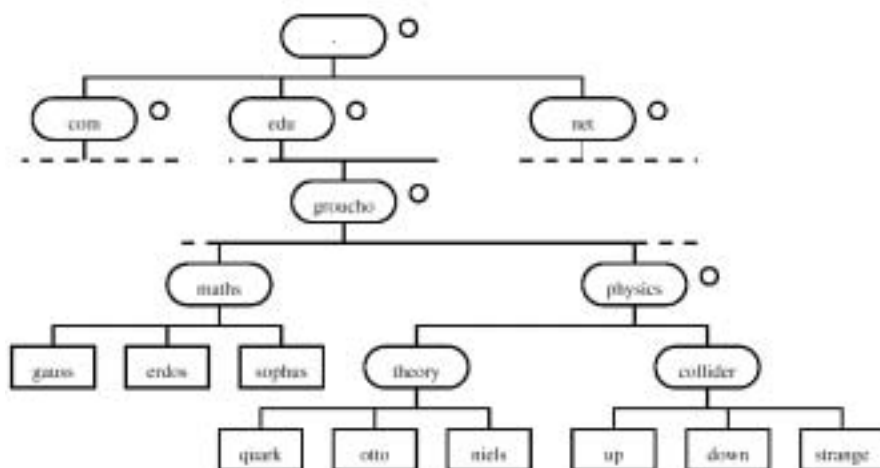 .
com edu net
groucho
maths physics
gauss erdos sophus theory collider
quark otto niels up down strange